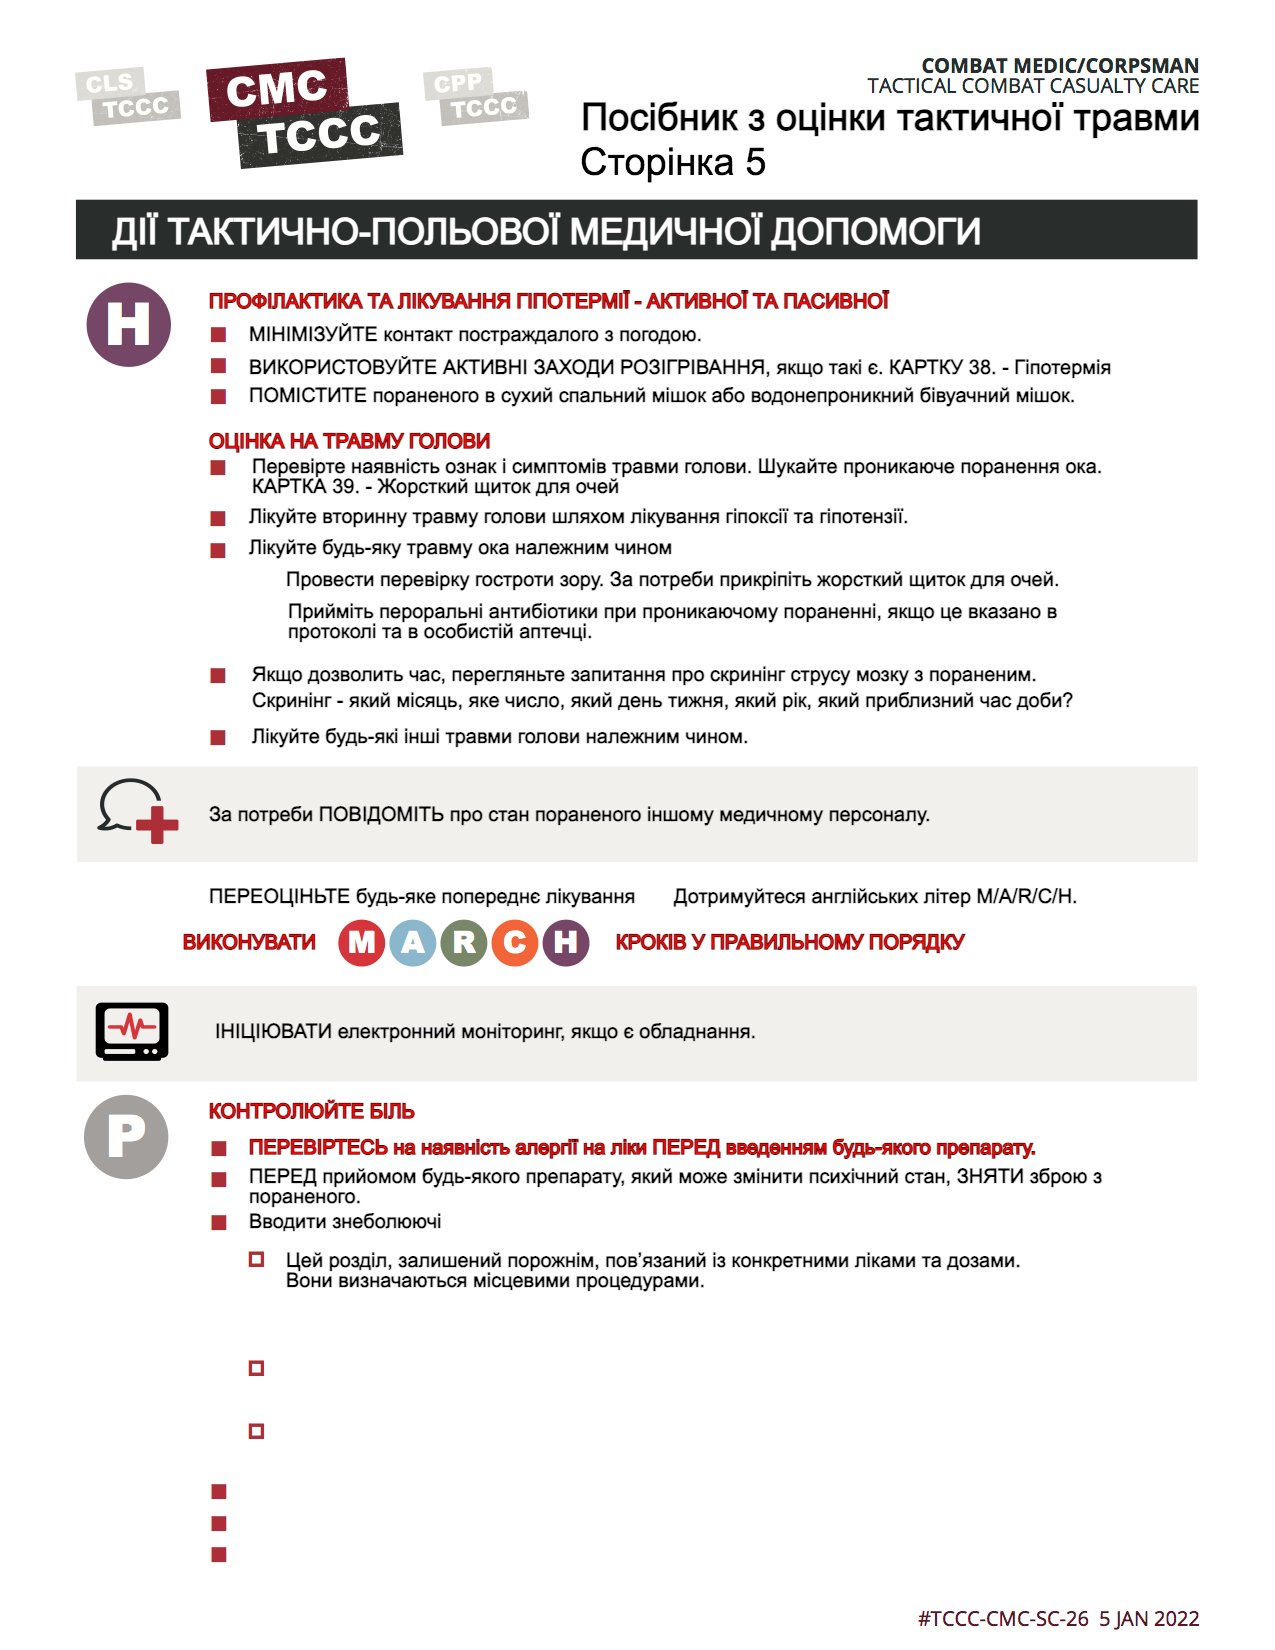 CLS
TCCC
CMC
TCCC
CPP
TCCC
COMBAT MEDIC/CORPSMAN
TACTICAL COMBAT CASUALTY CARE
Посібник з оцінки тактичної травми
Сторінка 5
ДІЇ ТАКТИЧНО-ПОЛЬОВОЇ МЕДИЧНОЇ ДОПОМОГИ
H
ПРОФІЛАКТИКА ТА ЛІКУВАННЯ ГІПОТЕРМІЇ - АКТИВНОЇ ТА ПАСИВНОЇ
МІНІМІЗУЙТЕ контакт постраждалого з погодою.
ВИКОРИСТОВУЙТЕ АКТИВНІ ЗАХОДИ РОЗІГРІВАННЯ, якщо такі є. КАРТКУ 38. - Гіпотермія
ПОМІСТИТЕ пораненого в сухий спальний мішок або водонепроникний бівуачний мішок.
ОЦІНКА НА ТРАВМУ ГОЛОВИ
Перевірте наявність ознак і симптомів травми голови. Шукайте проникаюче поранення ока.
КАРТКА 39. - Жорсткий щиток для очей
Лікуйте вторинну травму голови шляхом лікування гіпоксії та гіпотензії.
Лікуйте будь-яку травму ока належним чином
Провести перевірку гостроти зору. За потреби прикріпіть жорсткий щиток для очей.
Прийміть пероральні антибіотики при проникаючому пораненні, якщо це вказано в
протоколі та в особистій аптечці.
Якщо дозволить час, перегляньте запитання про скринінг струсу мозку з пораненим.
Скринінг - який місяць, яке число, який день тижня, який рік, який приблизний час доби?
Лікуйте будь-які інші травми голови належним чином.
За потреби ПОВІДОМІТЬ про стан пораненого іншому медичному персоналу.
ПЕРЕОЦІНЬТЕ будь-яке попереднє лікування Дотримуйтеся англійських літер M/A/R/C/H.
ВИКОНУВАТИ M A R C H КРОКІВ У ПРАВИЛЬНОМУ ПОРЯДКУ
ІНІЦІЮВАТИ електронний моніторинг, якщо є обладнання.
P
КОНТРОЛЮЙТЕ БІЛЬ
ПЕРЕВІРТЕСЬ на наявність алергії на ліки ПЕРЕД введенням будь-якого препарату.
ПЕРЕД прийомом будь-якого препарату, який може змінити психічний стан, ЗНЯТИ зброю з
пораненого.
Вводити знеболюючі
Цей розділ, залишений порожнім, пов’язаний із конкретними ліками та дозами.
Вони визначаються місцевими процедурами.
#TCCC-CMC-SC-26 5 JAN 2022